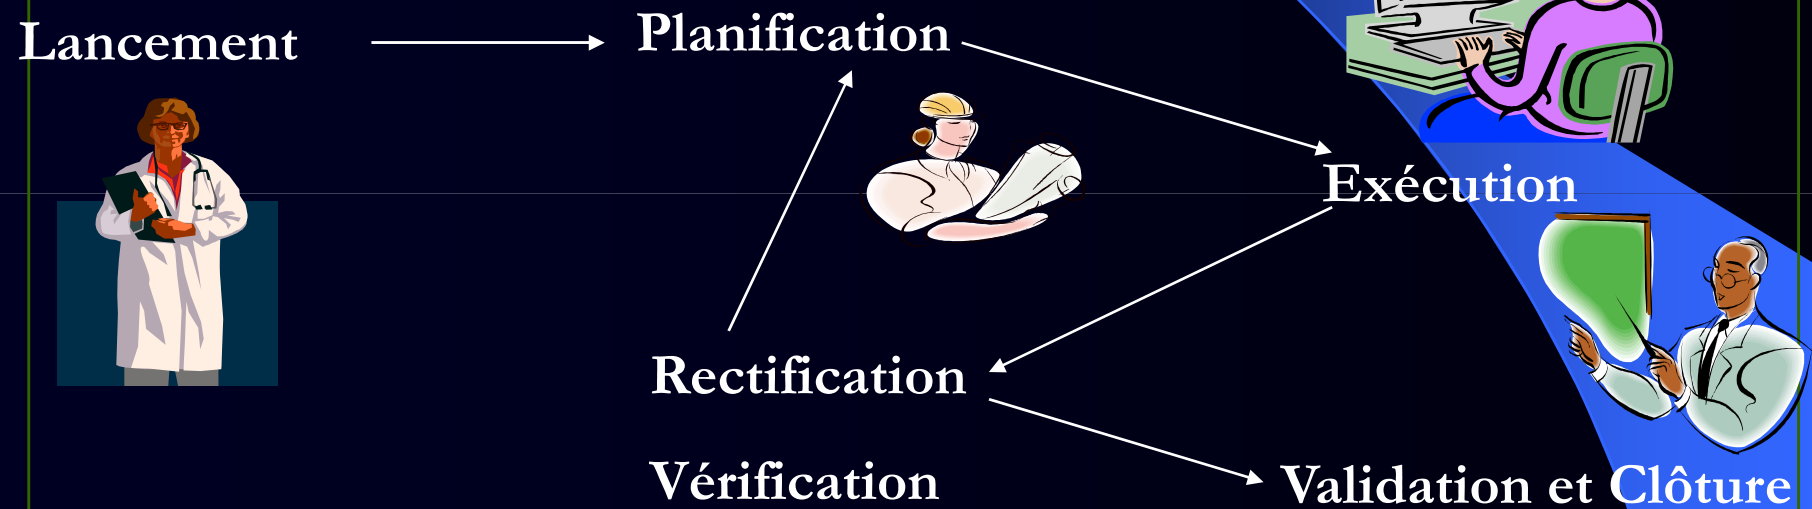 Lancement
Planification
Exécution
Rectification
Vérification
Validation et Clôture